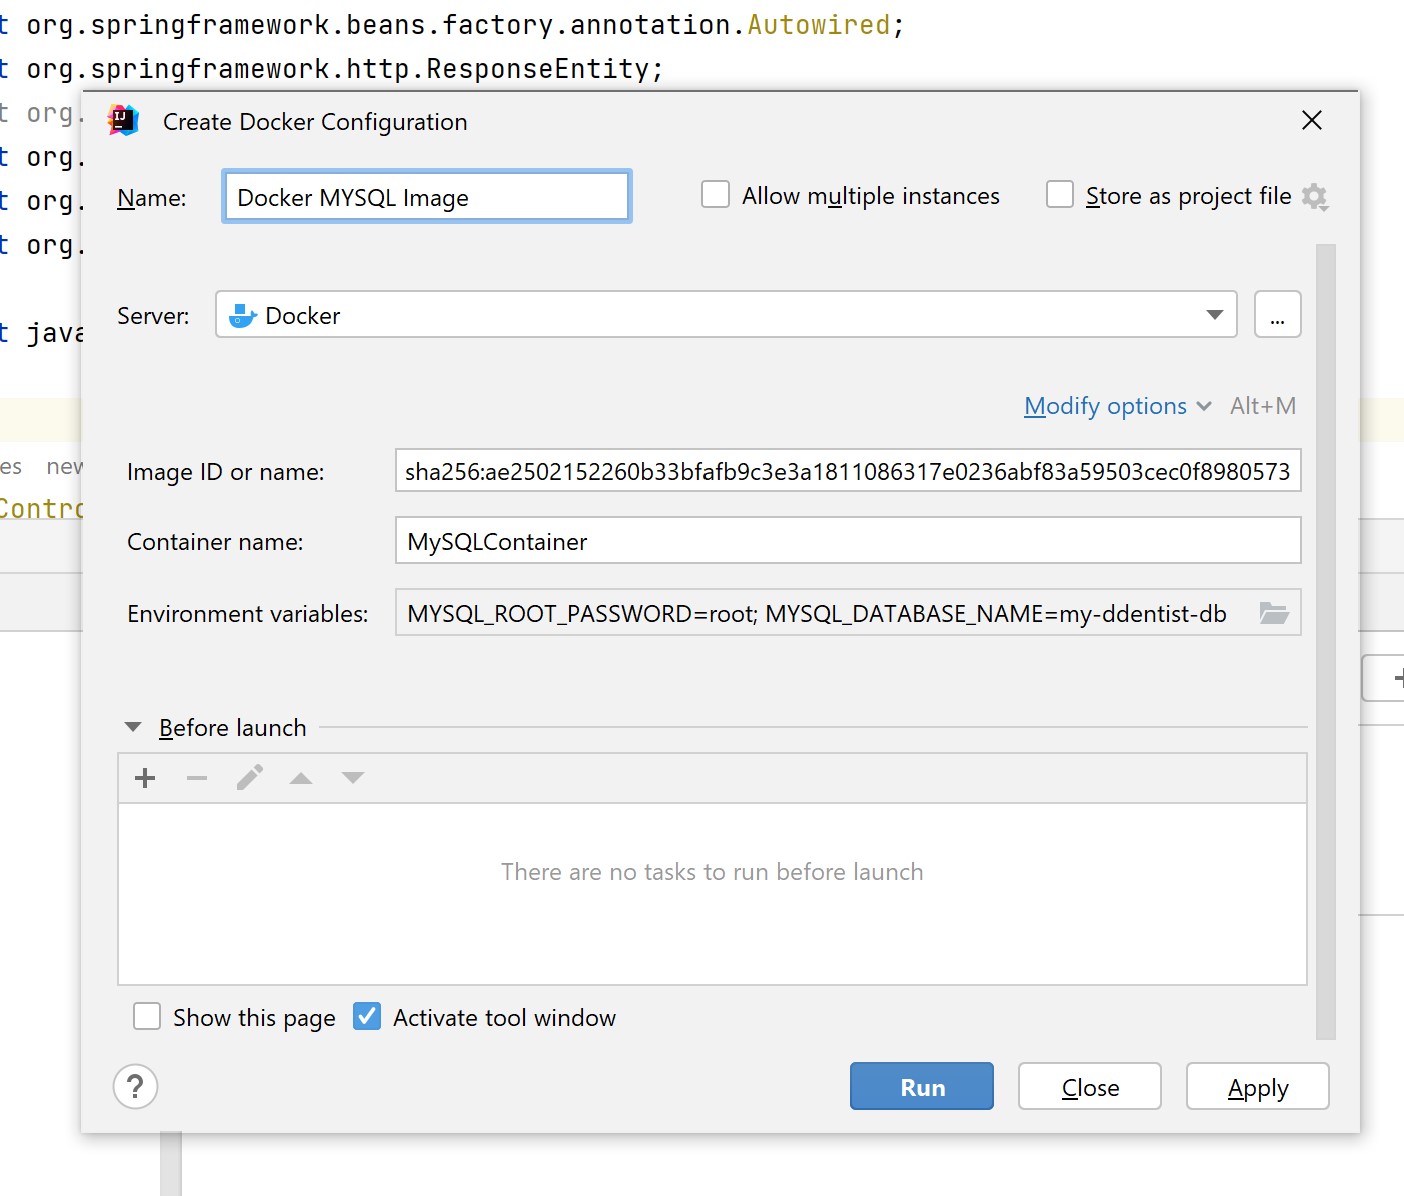 t org.springframework.beans.factory.annotation.Autowired;
t org.springframework.http.ResponseEntity;
t org.
t org.
t org.
t org.
t java
es new
Contro
Create Docker Configuration
Name: Docker MYSQL Image Allow multiple instances Store as project file
Server: Docker ...
Modify options Alt+M
Image ID or name: sha256:ae2502152260b33bfafb9c3e3a1811086317e0236abf83a59503cec0f8980573
Container name: MySQLContainer
Environment variables: MYSQL_ROOT_PASSWORD=root; MYSQL_DATABASE_NAME=my-ddentist-db
Before launch
There are no tasks to run before launch
Show this page Activate tool window
? Run Close Apply